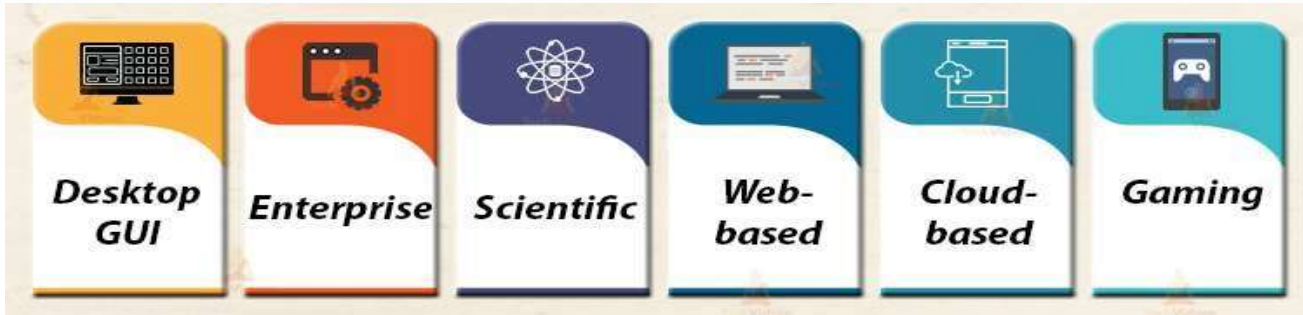 Desktop
GUI
Enterprise
Scientific
Web-
based
Cloud-
based
Gaming